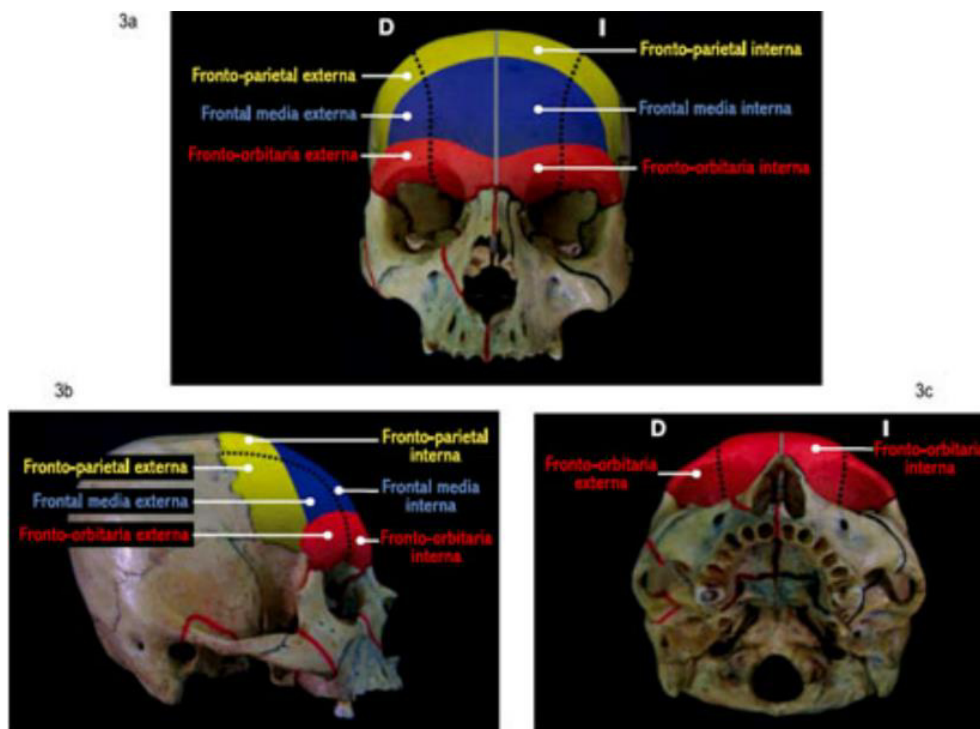 3a
D
I
Fronto-parietal interna
Fronto-parietal externa
Frontal media externa
Frontal media interna
Fronto-orbitaria externa
Fronto-orbitaria interna
3b
Fronto-parietal
interna
Fronto-parietal externa
Frontal media externa
Frontal media
interna
Fronto-orbitaria externa
Fronto-orbitaria
interna
3c
D
I
Fronto-orbitaria
externa
Fronto-orbitaria
interna